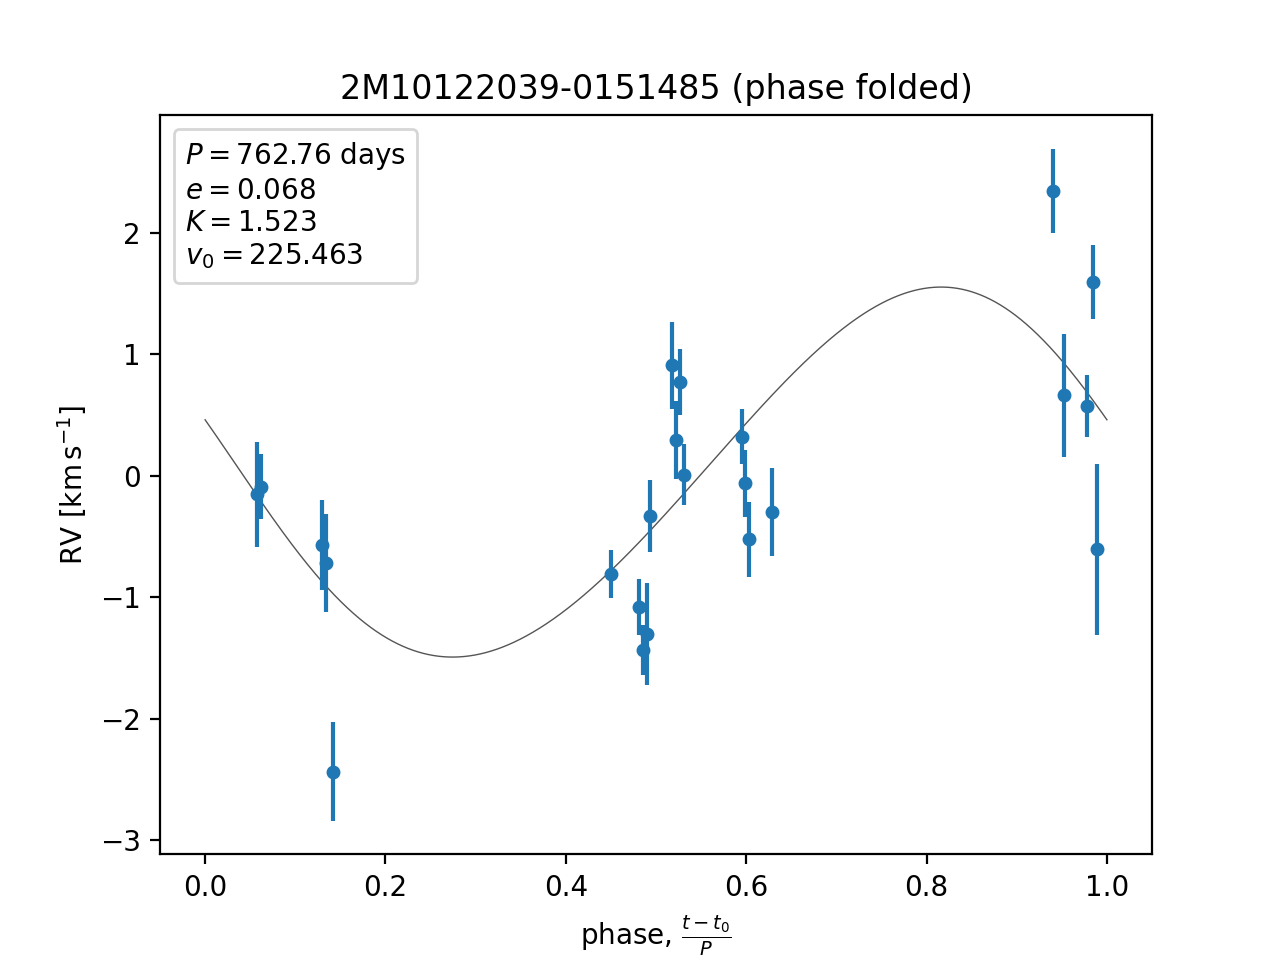 2M10122039-0151485 (phase folded)
P = 762.76 days
e = 0.068
K = 1.523
v₀ = 225.463
2
1
0
−1
−2
−3
RV [km s⁻¹]
0.0 0.2 0.4 0.6 0.8 1.0
phase, (t − t₀)/P